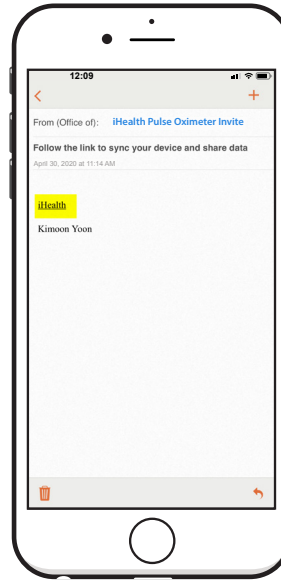 12:09
From (Office of): iHealth Pulse Oximeter Invite
Follow the link to sync your device and share data
April 30, 2020 at 11:14 AM
iHealth
Kimoon Yoon